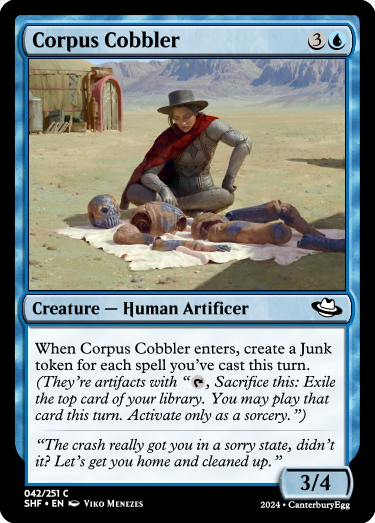 Corpus Cobbler 3
Creature — Human Artificer
When Corpus Cobbler enters, create a Junk
token for each spell you've cast this turn.
(They're artifacts with “, Sacrifice this: Exile
the top card of your library. You may play that
card this turn. Activate only as a sorcery.”)
“The crash really got you in a sorry state, didn't
it? Let's get you home and cleaned up.”
3/4
042/251 C
SHF • EN Viko Menezes
2024 • CanterburyEgg